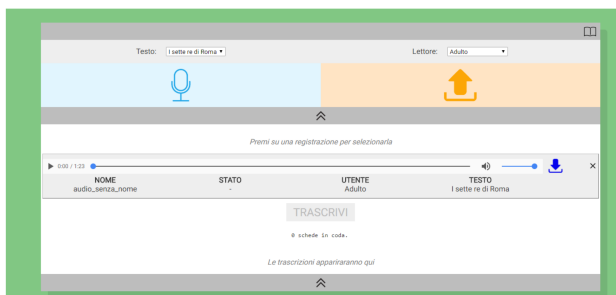 Testo: I sette re di Roma Lettore: Adulto
Premi su una registrazione per selezionarla
0:00 / 1:23
NOME STATO UTENTE TESTO
audio_senza_nome - Adulto I sette re di Roma
TRASCRIVI
0 schede in coda.
Le trascrizioni appariranno qui